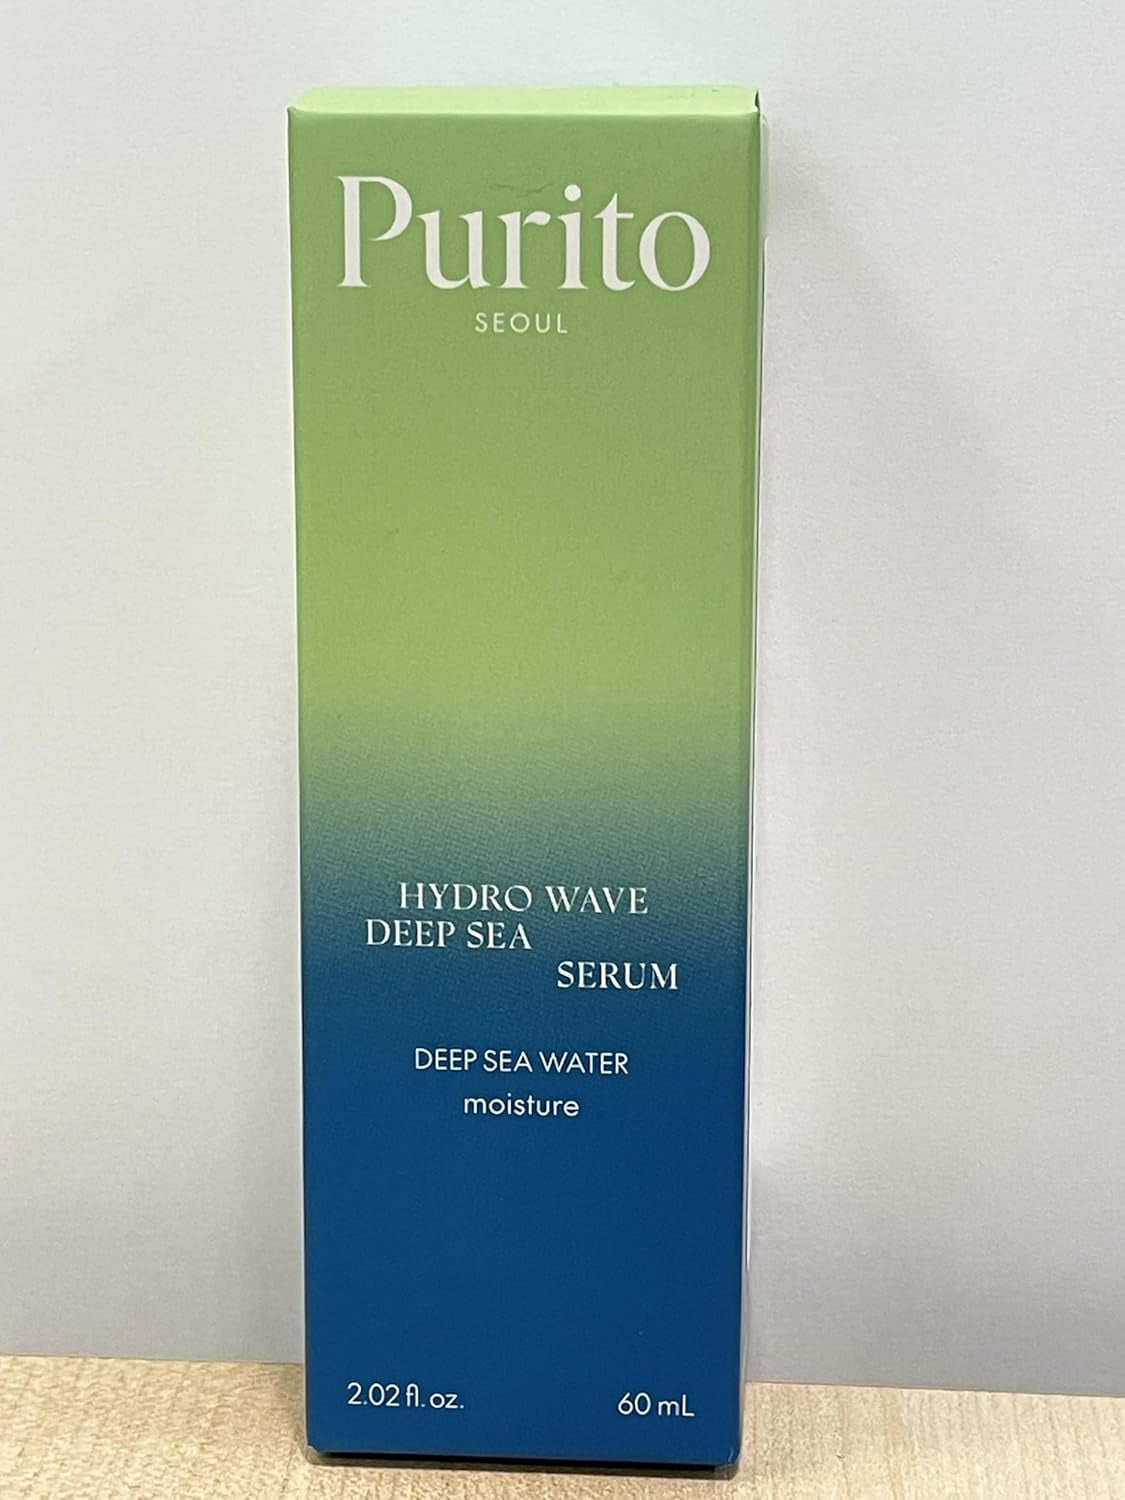 Purito
SEOUL
HYDRO WAVE
DEEP SEA
SERUM
DEEP SEA WATER
moisture
2.02 fl. oz. 60 mL